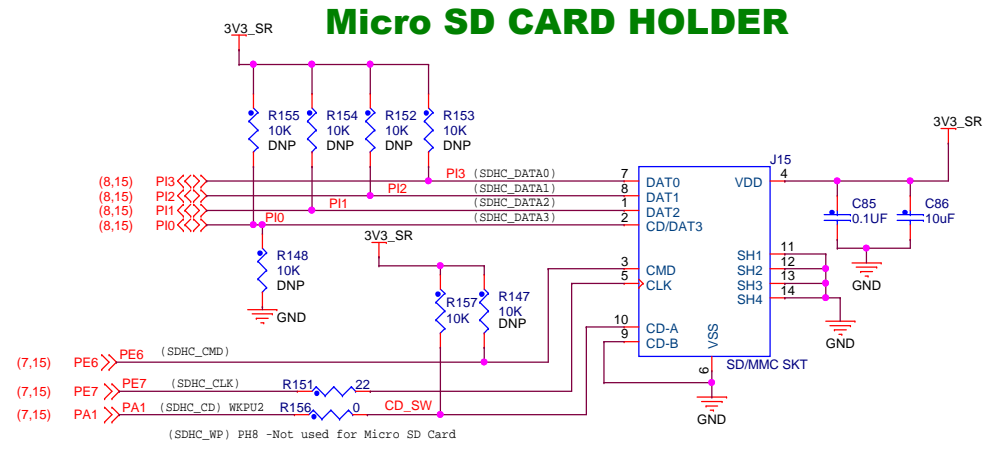 Micro SD CARD HOLDER
3V3_SR
R155 10K DNP
R154 10K DNP
R152 10K DNP
R153 10K DNP
3V3_SR
J15
(8,15) PI3 PI3 (SDHC_DATA0) 7 DAT0 VDD 4
(8,15) PI2 PI2 (SDHC_DATA1) 8 DAT1
(8,15) PI1 PI1 (SDHC_DATA2) 1 DAT2
(8,15) PI0 PI0 (SDHC_DATA3) 2 CD/DAT3
C85 0.1UF
C86 10uF
GND
R148 10K DNP
GND
3V3_SR
R157 10K
R147 10K DNP
3 CMD
5 CLK
10 CD-A
9 CD-B
SH1 11
SH2 12
SH3 13
SH4 14
GND
VSS
6
SD/MMC SKT
GND
(7,15) PE6 PE6 (SDHC_CMD)
(7,15) PE7 PE7 (SDHC_CLK) R151 22
(7,15) PA1 PA1 (SDHC_CD) WKPU2 R156 0 CD_SW
(SDHC_WP) PH8 -Not used for Micro SD Card